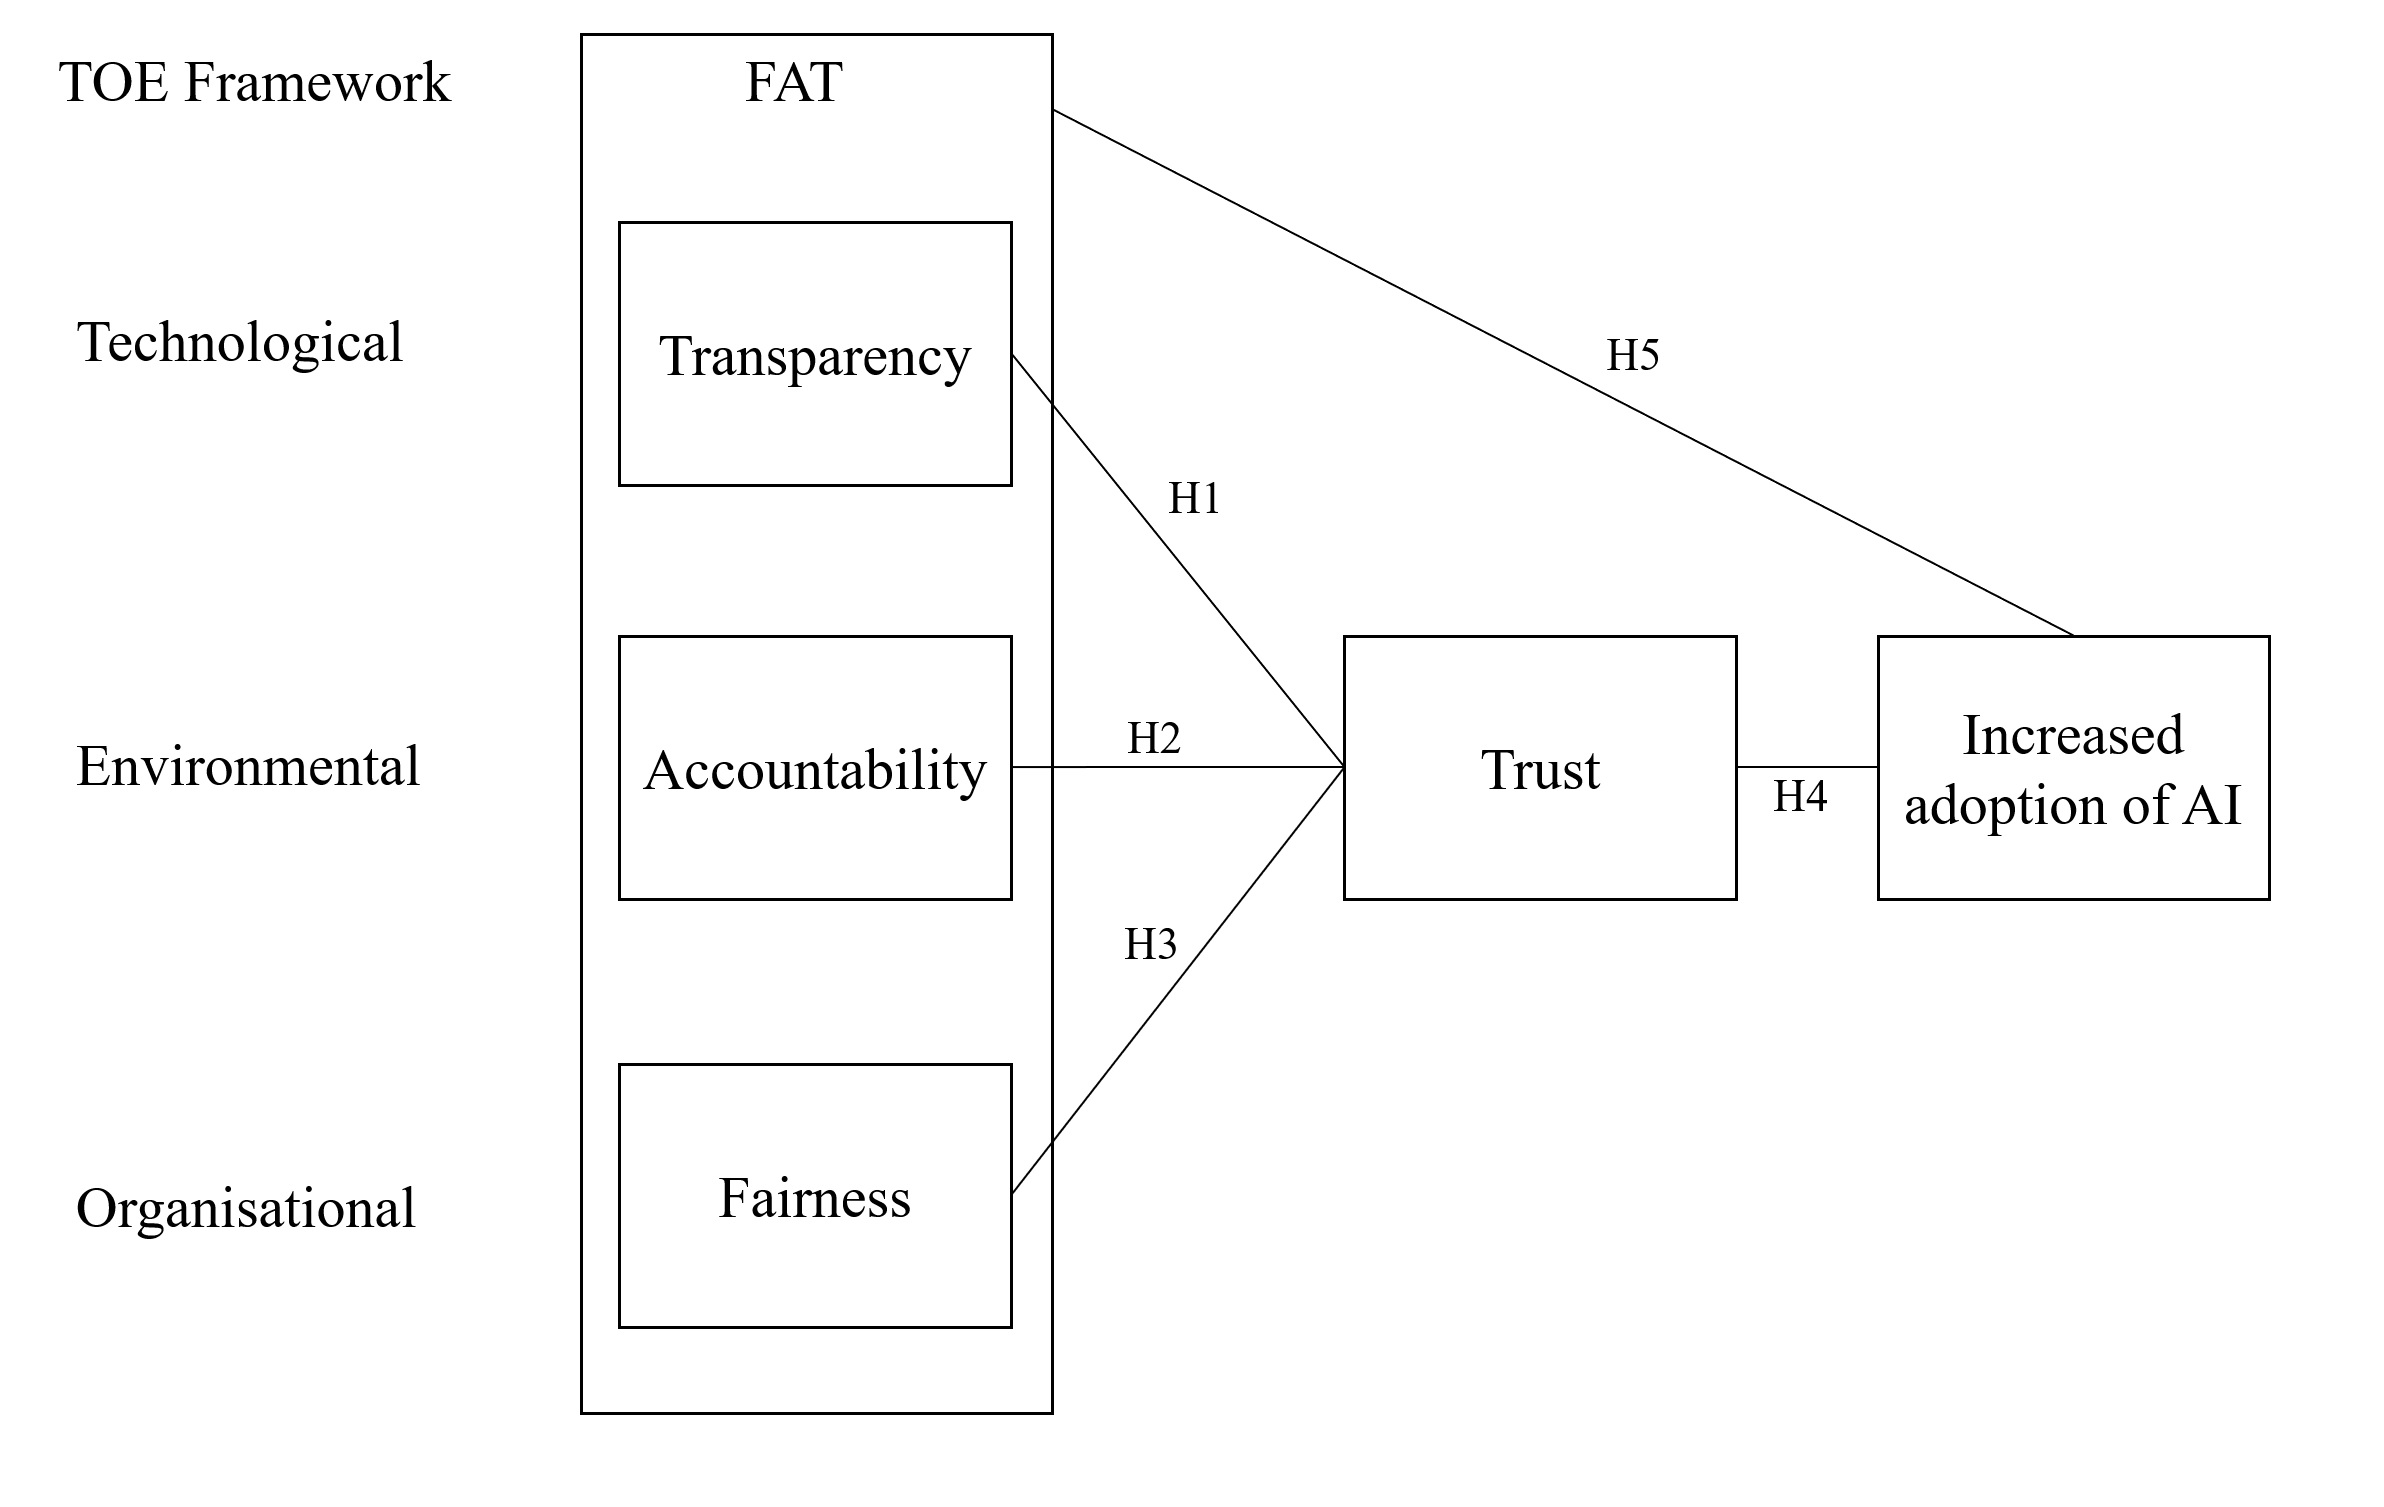 TOE Framework
FAT
Technological
Transparency
H5
H1
Environmental
Accountability
H2
Trust
H4
Increased
adoption of AI
H3
Organisational
Fairness